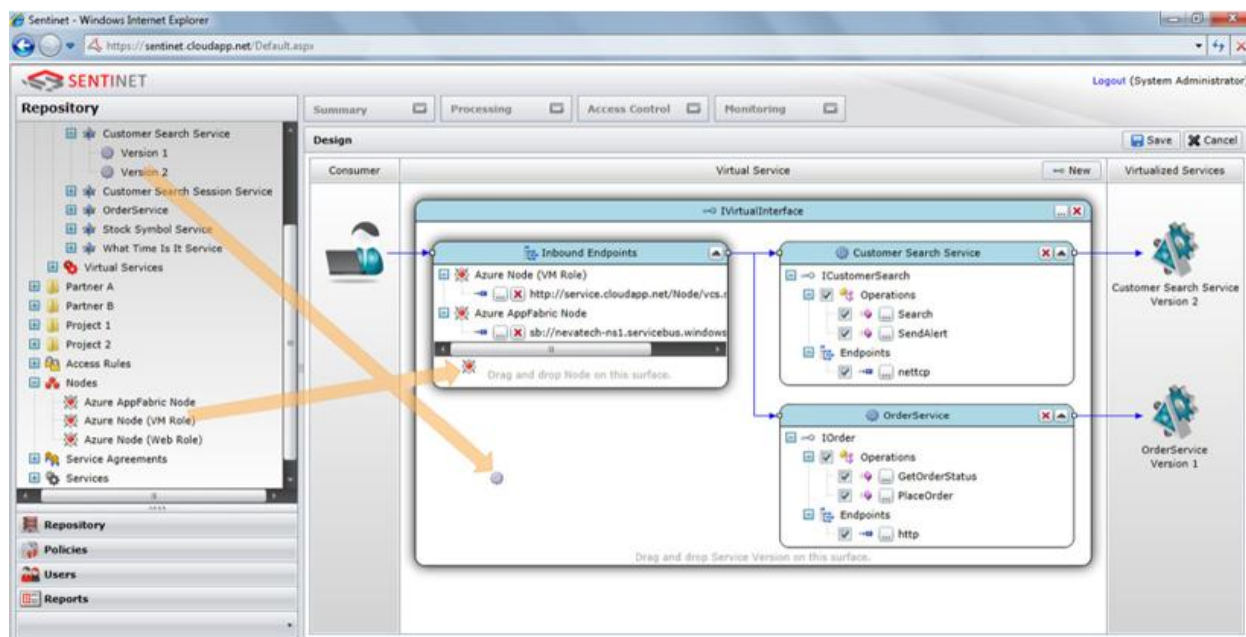 Sentinet - Windows Internet Explorer
https://sentinet.cloudapp.net/Default.aspx
SENTINET
Logout (System Administrator)
Repository
Customer Search Service
Version 1
Version 2
Customer Search Session Service
OrderService
Stock Symbol Service
What Time Is It Service
Virtual Services
Partner A
Partner B
Project 1
Project 2
Access Rules
Nodes
Azure AppFabric Node
Azure Node (VM Role)
Azure Node (Web Role)
Service Agreements
Services
Repository
Policies
Users
Reports
Summary
Processing
Access Control
Monitoring
Design
Save
Cancel
Consumer
Virtual Service
New
Virtualized Services
IVirtualInterface
Inbound Endpoints
Azure Node (VM Role)
http://service.cloudapp.net/Node/vcs.r
Azure AppFabric Node
sb://nevatech-ns1.servicebus.windows
Drag and drop Node on this surface.
Customer Search Service
ICustomerSearch
Operations
Search
SendAlert
Endpoints
nettcp
OrderService
IOrder
Operations
GetOrderStatus
PlaceOrder
Endpoints
http
Drag and drop Service Version on this surface.
Customer Search Service
Version 2
OrderService
Version 1